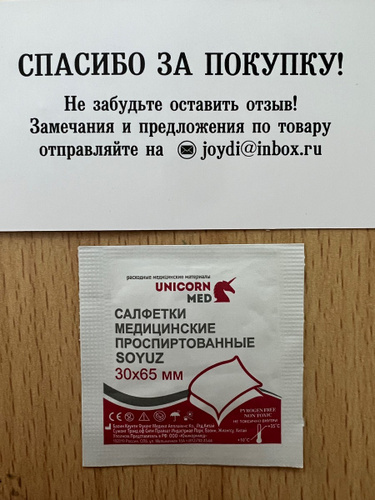 СПАСИБО ЗА ПОКУПКУ!
Не забудьте оставить отзыв!
Замечания и предложения по товару
отправляйте на joydi@inbox.ru
расходные медицинские материалы
UNICORN
MED
САЛФЕТКИ
МЕДИЦИНСКИЕ
ПРОСПИРТОВАННЫЕ
SOYUZ
30x65 мм
PYROGEN FREE
NON TOXIC